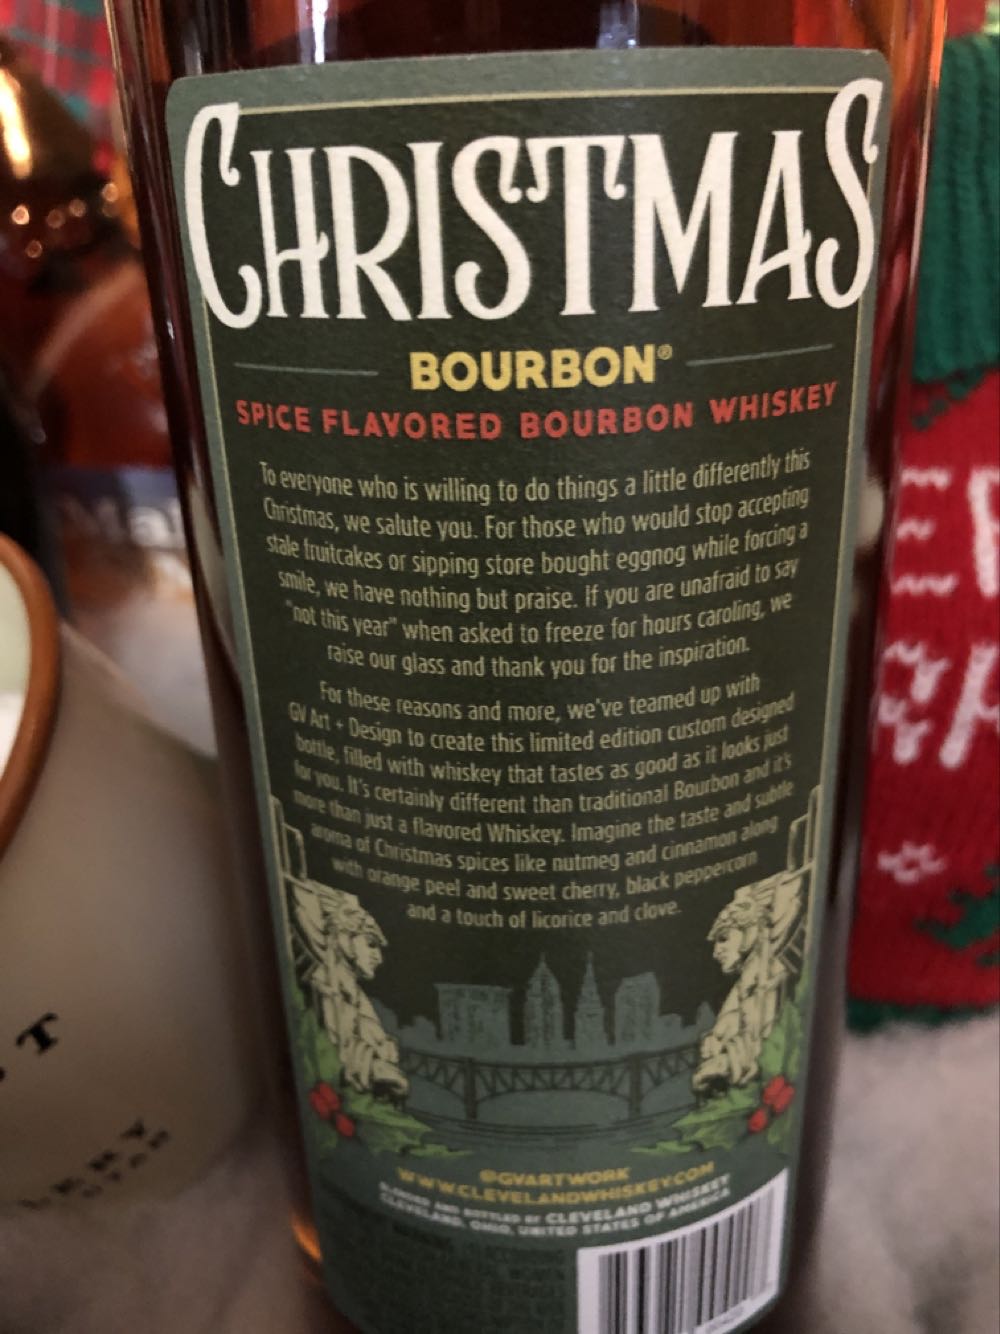 CHRISTMAS
BOURBON®
SPICE FLAVORED BOURBON WHISKEY
To everyone who is willing to do things a little differently this
Christmas, we salute you. For those who would stop accepting
stale fruitcakes or sipping store bought eggnog while forcing a
smile, we have nothing but praise. If you are unafraid to say
"not this year" when asked to freeze for hours caroling, we
raise our glass and thank you for the inspiration.
For these reasons and more, we've teamed up with
GV Art + Design to create this limited edition custom designed
bottle, filled with whiskey that tastes as good as it looks just
for you. It's certainly different than traditional Bourbon and it's
more than just a flavored Whiskey. Imagine the taste and subtle
aroma of Christmas spices like nutmeg and cinnamon along
with orange peel and sweet cherry, black peppercorn
and a touch of licorice and clove.
@GVARTWORK
WWW.CLEVELANDWHISKEY.COM
BLENDED AND BOTTLED BY CLEVELAND WHISKEY
CLEVELAND, OHIO, UNITED STATES OF AMERICA
ACCORDING
WOMEN
BEVERAGES